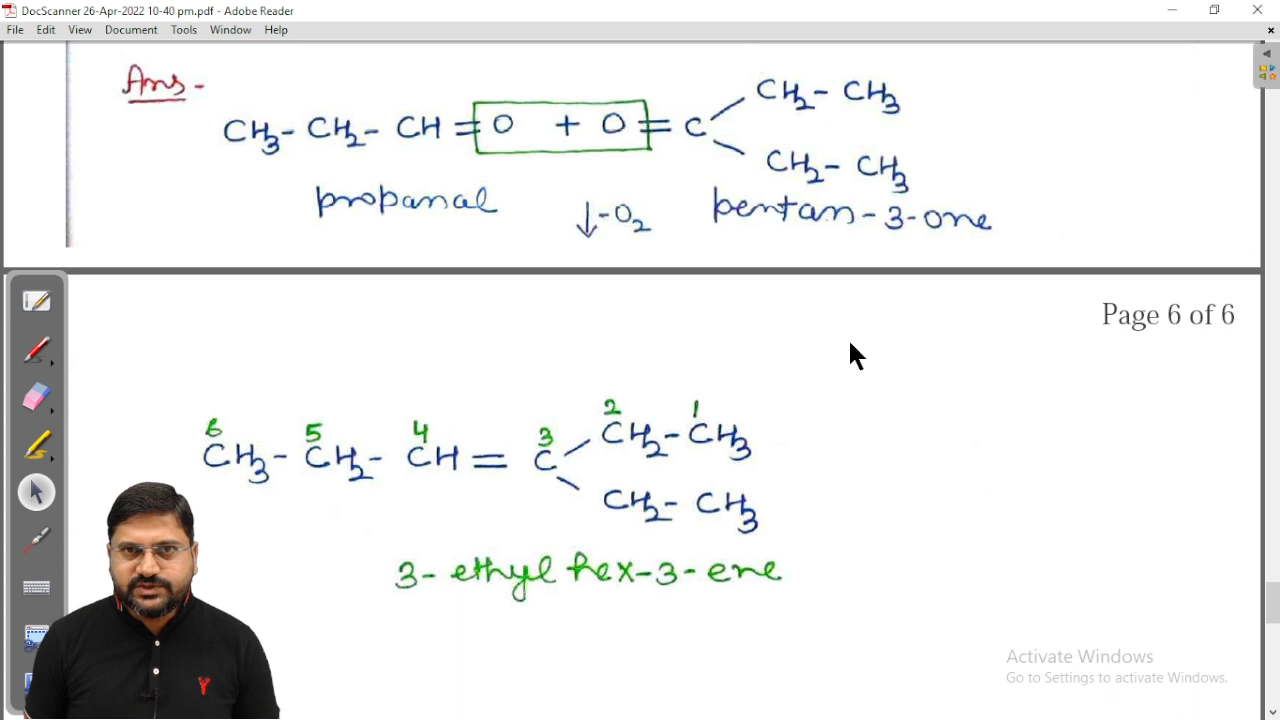 DocScanner 26-Apr-2022 10-40 pm.pdf - Adobe Reader
File Edit View Document Tools Window Help
Ans -
CH₃- CH₂- CH = O + O = C
CH₂- CH₃
CH₂- CH₃
propanal
↓-O₂
pentan-3-one
Page 6 of 6
6 5 4 3 2 1
CH₃- CH₂- CH = C
CH₂-CH₃
CH₂- CH₃
3- ethyl hex-3-ene
Activate Windows
Go to Settings to activate Windows.